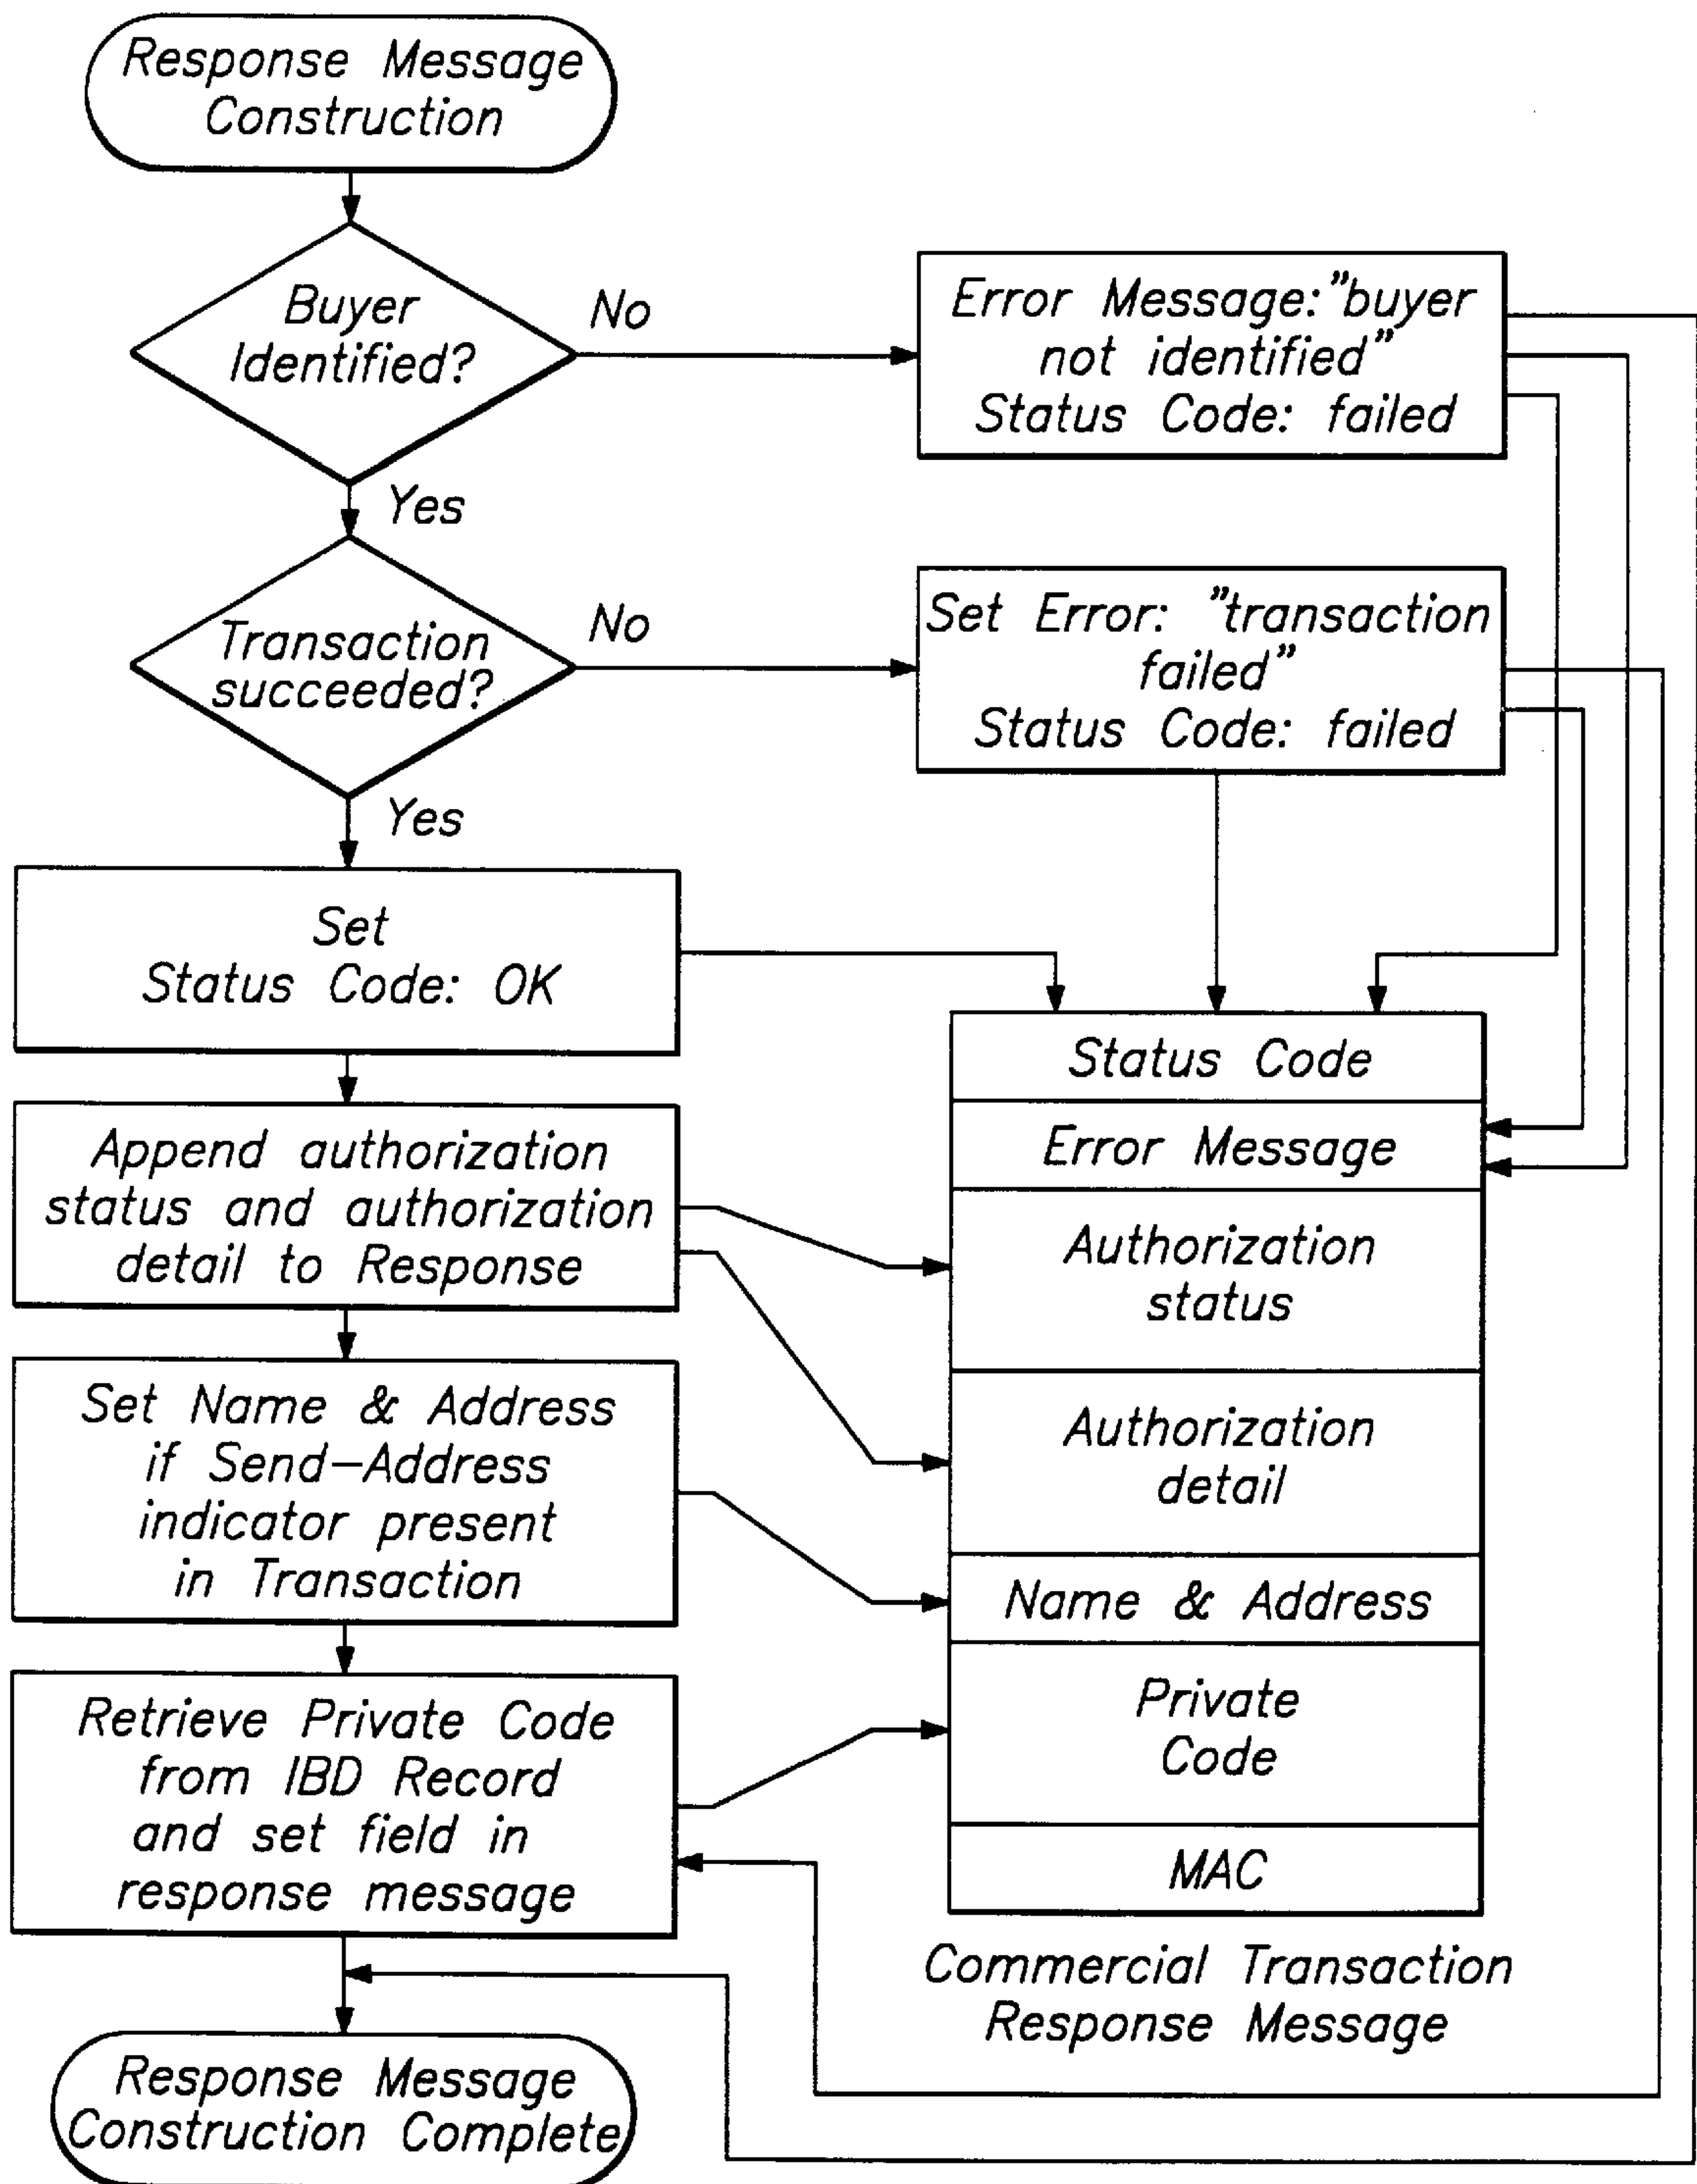 Response Message
Construction
Buyer
Identified?
No
Error Message:"buyer
not identified"
Status Code: failed
Yes
Transaction
succeeded?
No
Set Error: "transaction
failed"
Status Code: failed
Yes
Set
Status Code: OK
Append authorization
status and authorization
detail to Response
Set Name & Address
if Send-Address
indicator present
in Transaction
Retrieve Private Code
from IBD Record
and set field in
response message
Response Message
Construction Complete
Status Code
Error Message
Authorization
status
Authorization
detail
Name & Address
Private
Code
MAC
Commercial Transaction
Response Message